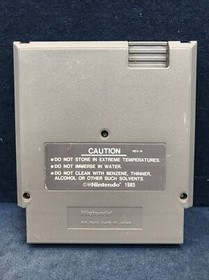 CAUTION
●DO NOT STORE IN EXTREME TEMPERATURES.
●DO NOT IMMERSE IN WATER.
●DO NOT CLEAN WITH BENZENE, THINNER,
ALCOHOL OR OTHER SUCH SOLVENTS.
©®Nintendo® 1985